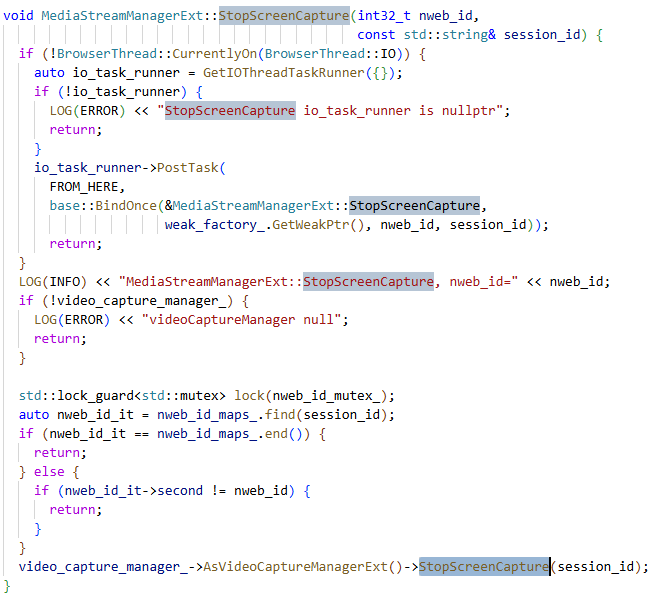 void MediaStreamManagerExt::StopScreenCapture(int32_t nweb_id,
                                              const std::string& session_id) {
  if (!BrowserThread::CurrentlyOn(BrowserThread::IO)) {
    auto io_task_runner = GetIOThreadTaskRunner({});
    if (!io_task_runner) {
      LOG(ERROR) << "StopScreenCapture io_task_runner is nullptr";
      return;
    }
    io_task_runner->PostTask(
      FROM_HERE,
      base::BindOnce(&MediaStreamManagerExt::StopScreenCapture,
                     weak_factory_.GetWeakPtr(), nweb_id, session_id));
      return;
  }
  LOG(INFO) << "MediaStreamManagerExt::StopScreenCapture, nweb_id=" << nweb_id;
  if (!video_capture_manager_) {
    LOG(ERROR) << "videoCaptureManager null";
    return;
  }

  std::lock_guard<std::mutex> lock(nweb_id_mutex_);
  auto nweb_id_it = nweb_id_maps_.find(session_id);
  if (nweb_id_it == nweb_id_maps_.end()) {
    return;
  } else {
    if (nweb_id_it->second != nweb_id) {
      return;
    }
  }
  video_capture_manager_->AsVideoCaptureManagerExt()->StopScreenCapture(session_id);
}